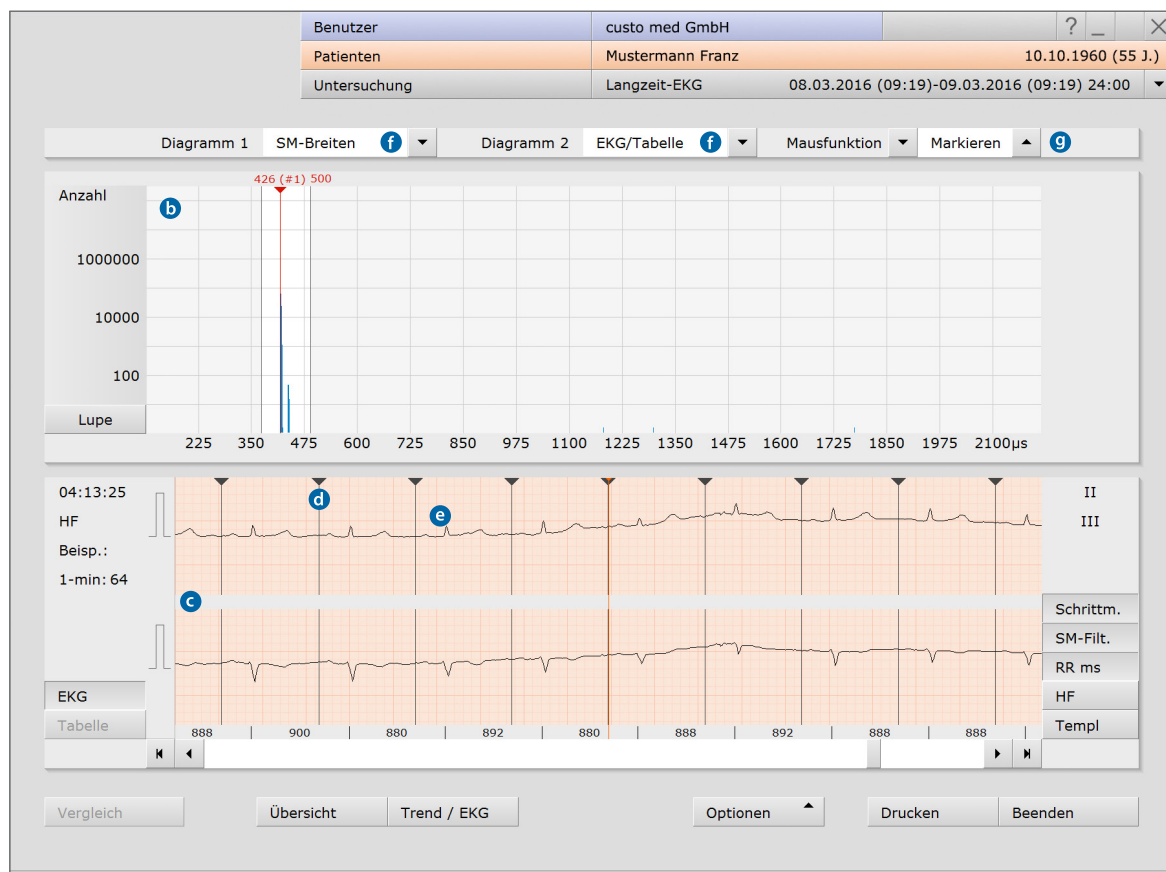 Benutzer custo med GmbH ? _ X
Patienten Mustermann Franz 10.10.1960 (55 J.)
Untersuchung Langzeit-EKG 08.03.2016 (09:19)-09.03.2016 (09:19) 24:00
Diagramm 1 SM-Breiten f Diagramm 2 EKG/Tabelle f Mausfunktion Markieren g
426 (#1) 500
Anzahl b
1000000
10000
100
Lupe
225 350 475 600 725 850 975 1100 1225 1350 1475 1600 1725 1850 1975 2100µs
04:13:25 d II
HF e III
Beisp.:
1-min: 64
c
Schrittm.
SM-Filt.
RR ms
EKG HF
Tabelle Templ
888 900 880 892 880 888 892 888 888
Vergleich Übersicht Trend / EKG Optionen Drucken Beenden